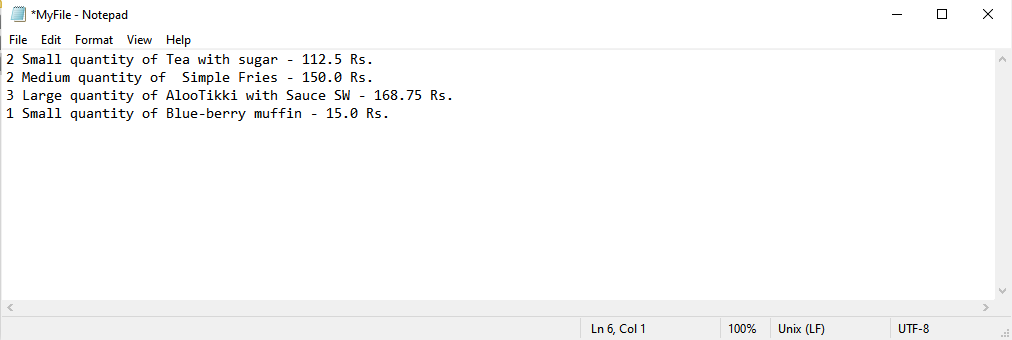 *MyFile - Notepad
File Edit Format View Help
2 Small quantity of Tea with sugar - 112.5 Rs.
2 Medium quantity of  Simple Fries - 150.0 Rs.
3 Large quantity of AlooTikki with Sauce SW - 168.75 Rs.
1 Small quantity of Blue-berry muffin - 15.0 Rs.
Ln 6, Col 1 100% Unix (LF) UTF-8